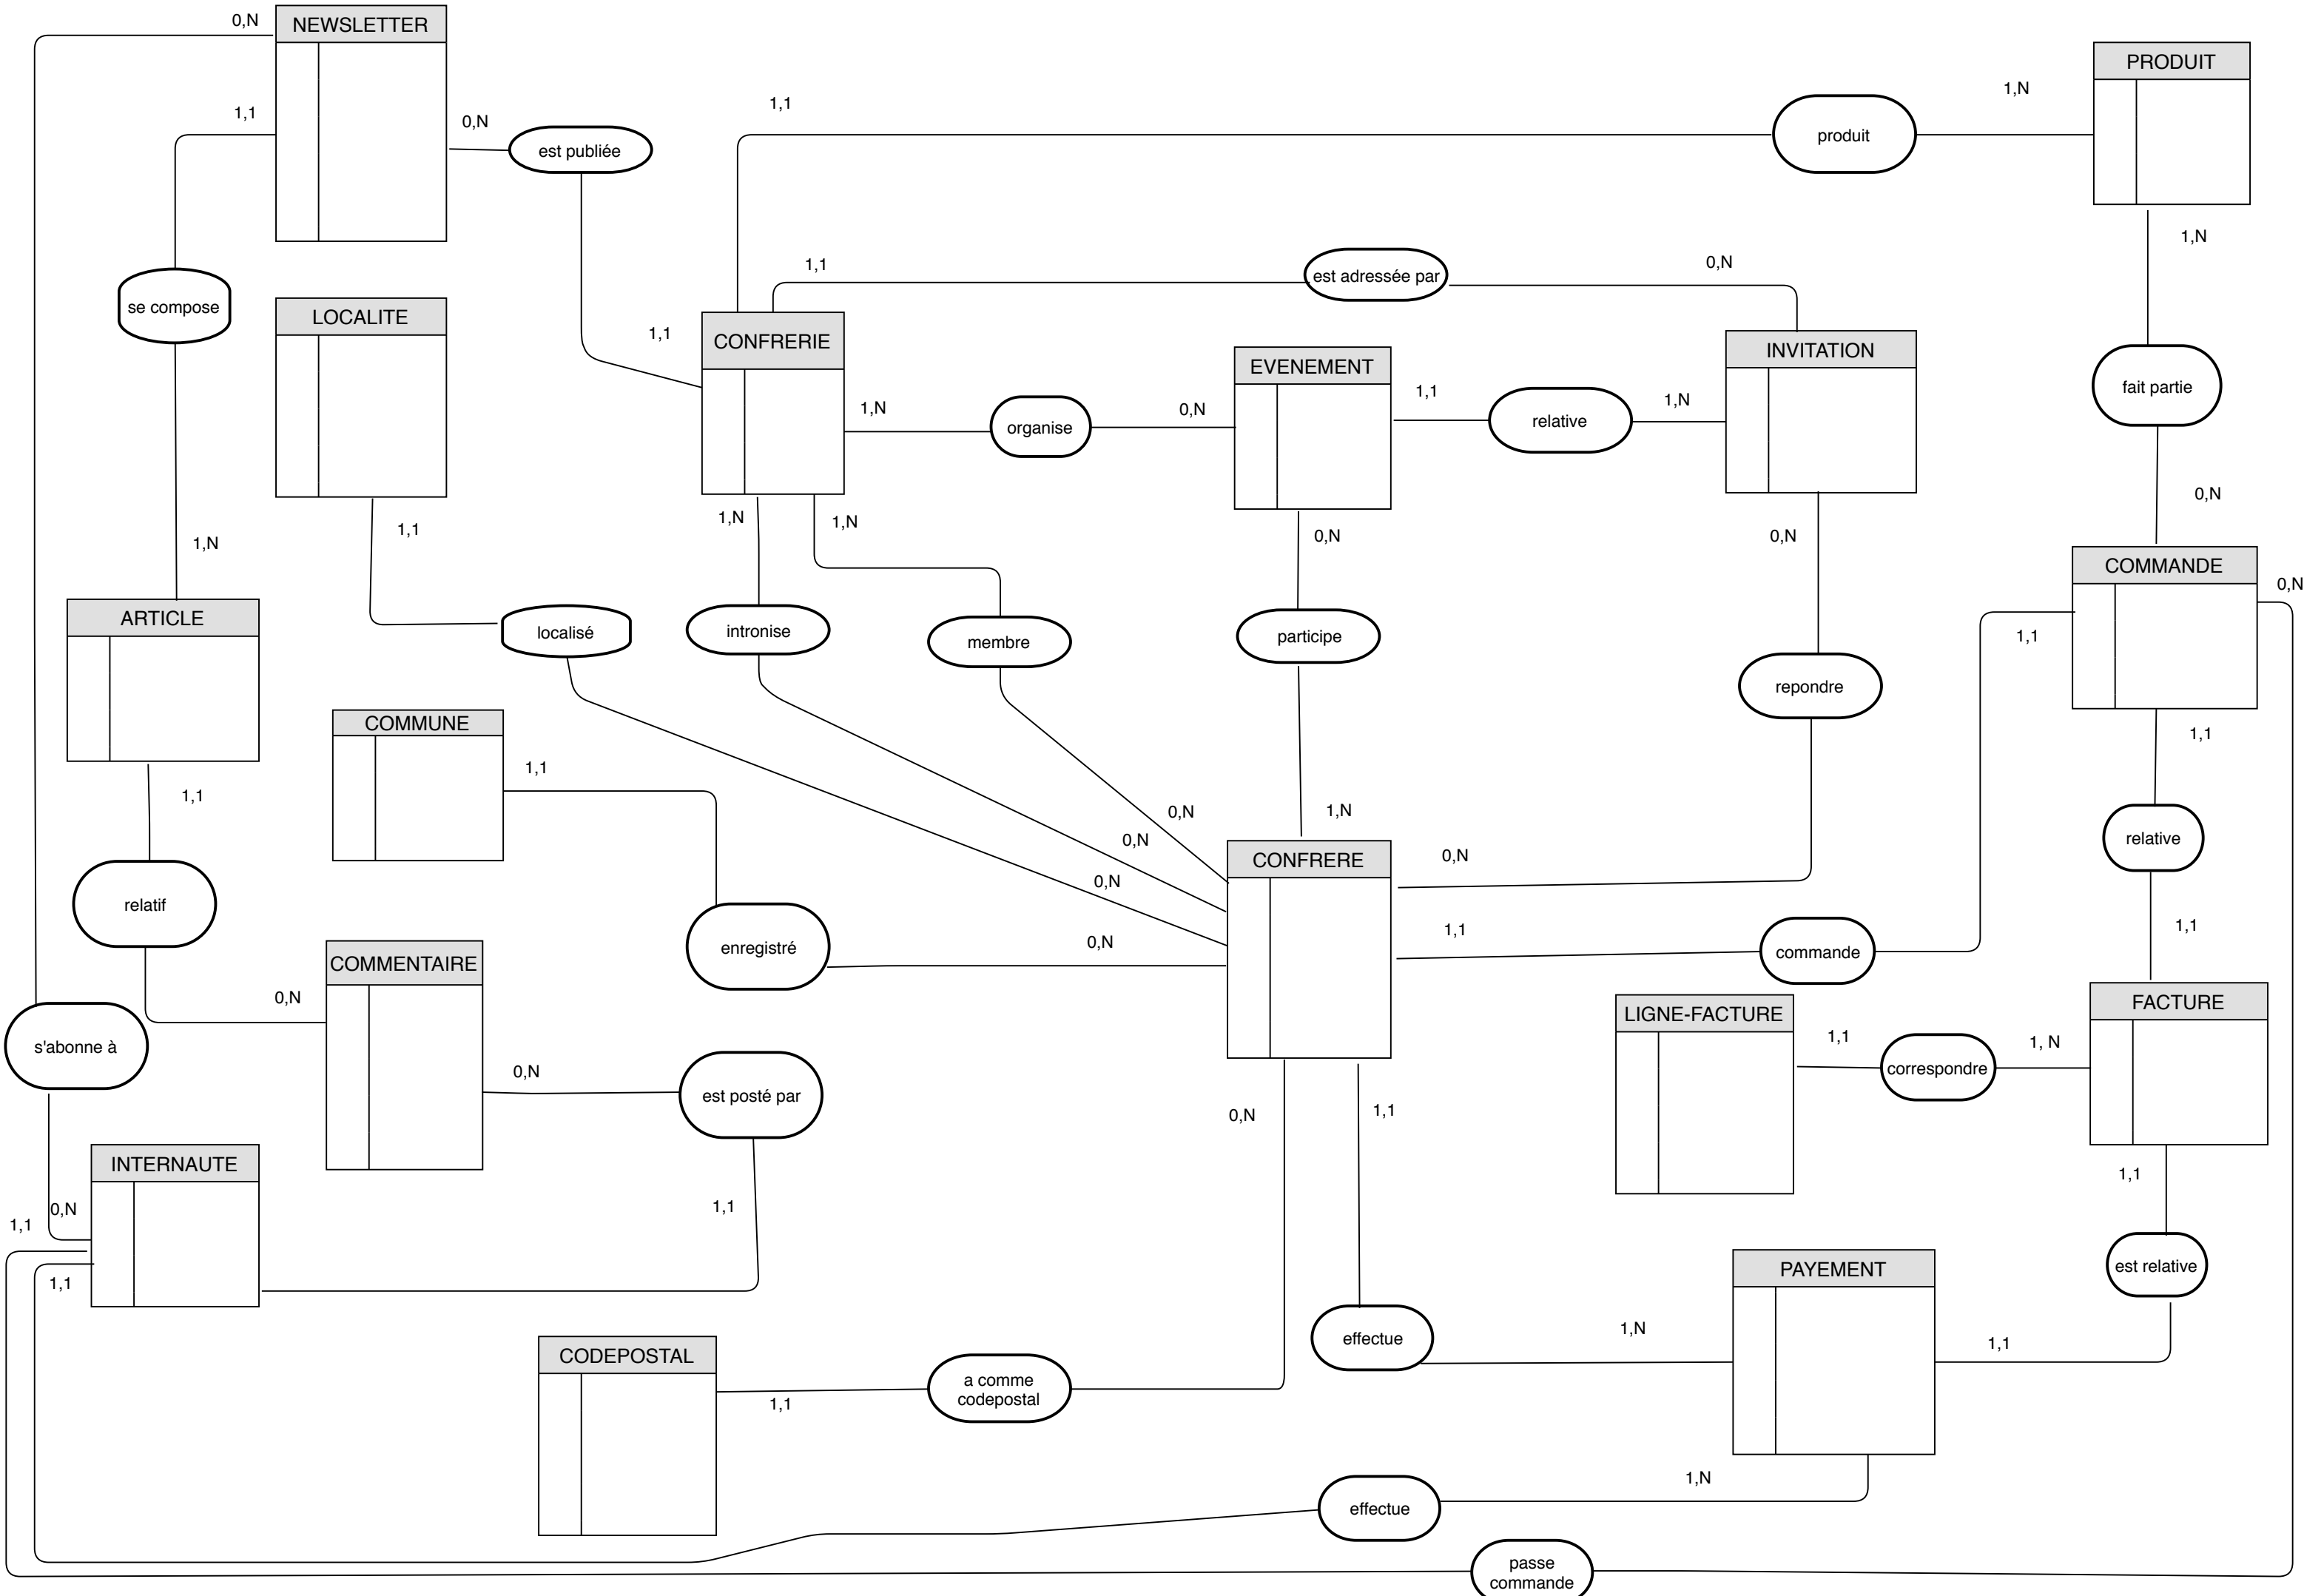 0,N
NEWSLETTER
PRODUIT
1,1
0,N
est publiée
1,1
produit
1,N
1,N
se compose
LOCALITE
1,1
est adressée par
0,N
1,1
CONFRERIE
EVENEMENT
INVITATION
1,N
organise
0,N
1,1
relative
1,N
fait partie
0,N
1,N
1,1
1,N
1,N
0,N
0,N
COMMANDE
0,N
ARTICLE
localisé
intronise
membre
participe
repondre
1,1
COMMUNE
1,1
1,1
1,1
0,N
0,N
0,N
1,N
CONFRERE
0,N
relative
relatif
enregistré
0,N
1,1
commande
1,1
COMMENTAIRE
0,N
s'abonne à
LIGNE-FACTURE
FACTURE
1,1
correspondre
1, N
0,N
est posté par
0,N
1,1
INTERNAUTE
1,1
0,N
1,1
1,1
1,1
est relative
PAYEMENT
effectue
1,N
1,1
CODEPOSTAL
1,1
a comme
codepostal
1,N
effectue
passe
commande